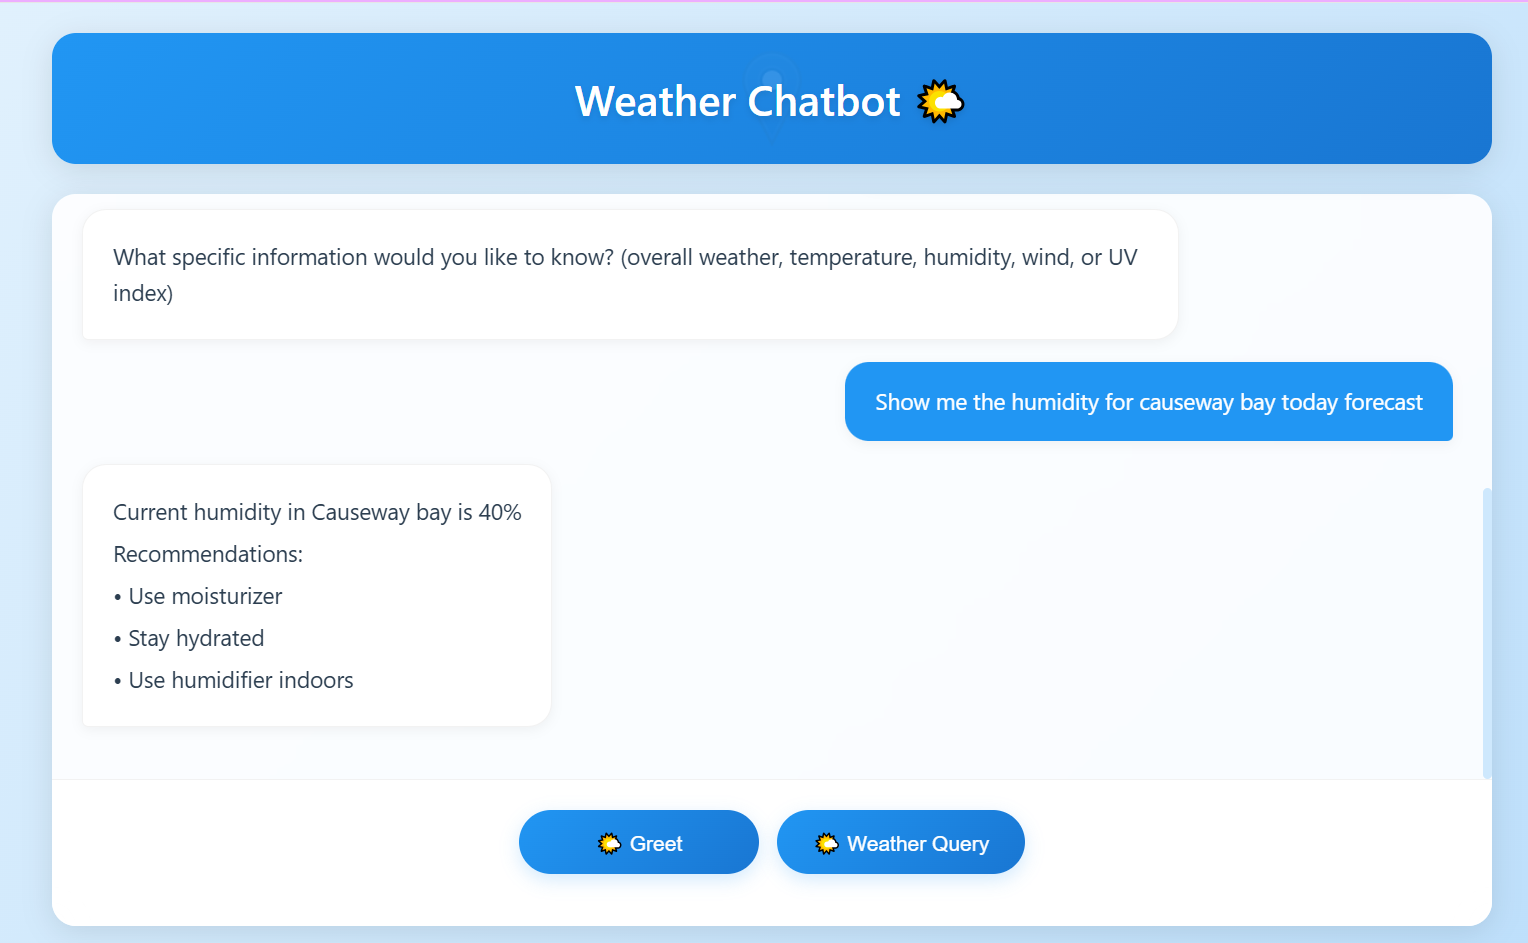 Weather Chatbot
What specific information would you like to know? (overall weather, temperature, humidity, wind, or UV
index)
Show me the humidity for causeway bay today forecast
Current humidity in Causeway bay is 40%
Recommendations:
• Use moisturizer
• Stay hydrated
• Use humidifier indoors
Greet
Weather Query